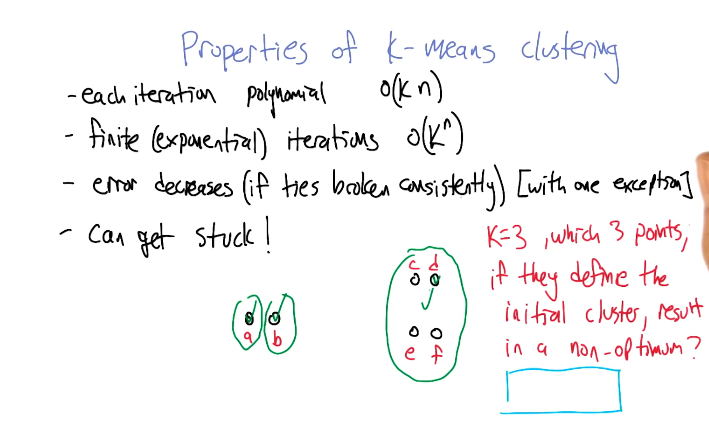 Properties of k-means clustering
- each iteration polynomial O(kn)
- finite (exponential) iterations O(k^n)
- error decreases (if ties broken consistently) [with one exception]
- can get stuck!
K=3, which 3 points,
if they define the
initial cluster, result
in a non-optimum?
c d
a b
e f